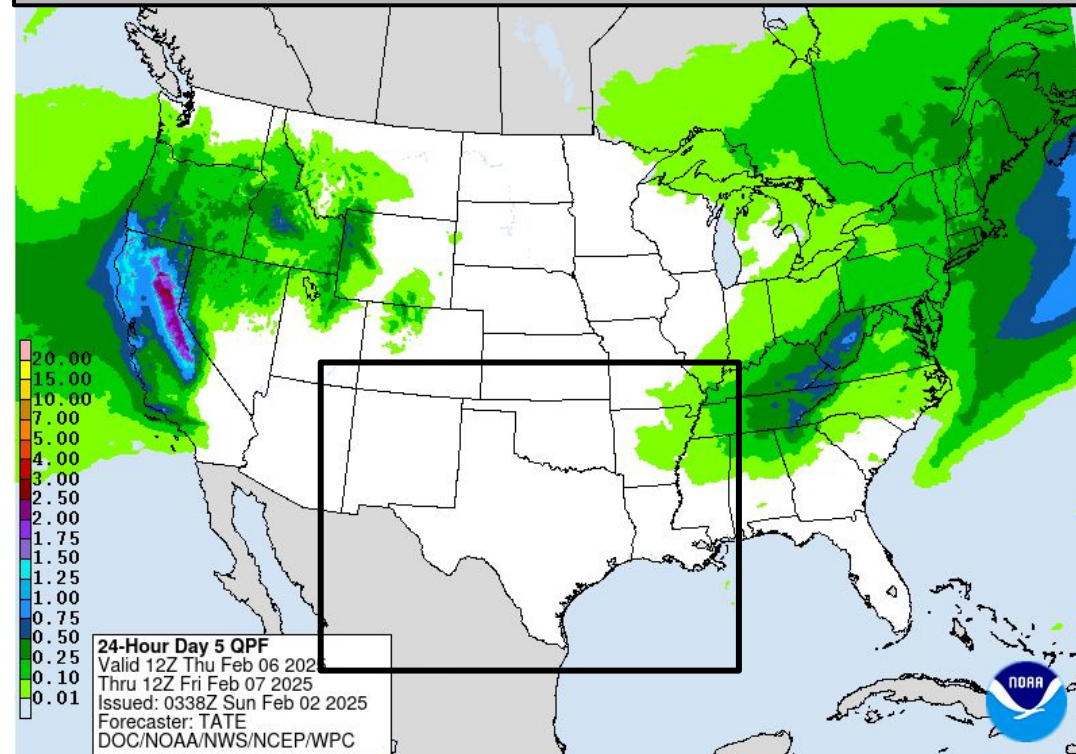 20.00
15.00
10.00
7.00
5.00
4.00
3.00
2.50
2.00
1.75
1.50
1.25
1.00
0.75
0.50
0.25
0.10
0.01
24-Hour Day 5 QPF
Valid 12Z Thu Feb 06 2025
Thru 12Z Fri Feb 07 2025
Issued: 0338Z Sun Feb 02 2025
Forecaster: TATE
DOC/NOAA/NWS/NCEP/WPC
NOAA